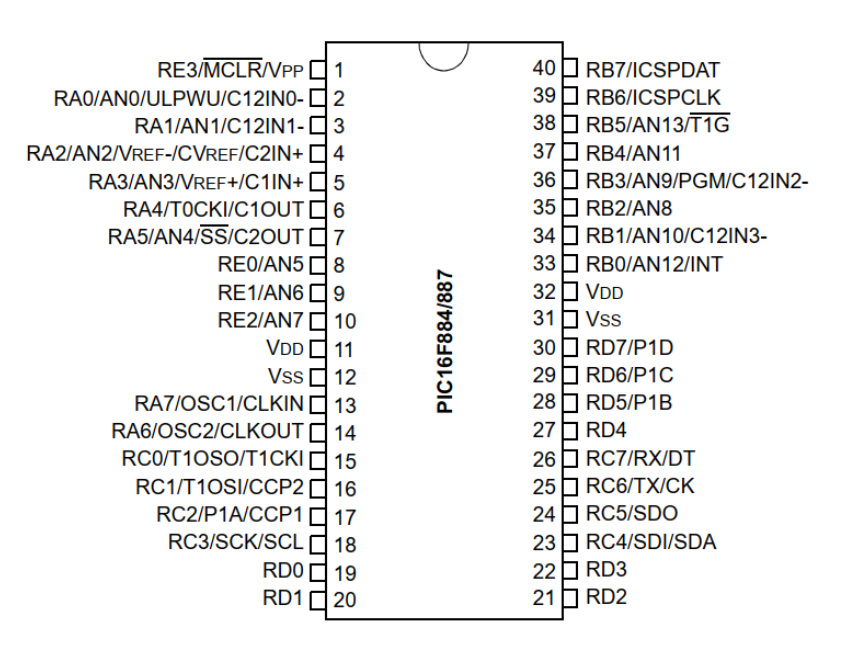 RE3/MCLR/VPP 1
RA0/AN0/ULPWU/C12IN0- 2
RA1/AN1/C12IN1- 3
RA2/AN2/VREF-/CVREF/C2IN+ 4
RA3/AN3/VREF+/C1IN+ 5
RA4/T0CKI/C1OUT 6
RA5/AN4/SS/C2OUT 7
RE0/AN5 8
RE1/AN6 9
RE2/AN7 10
VDD 11
VSS 12
RA7/OSC1/CLKIN 13
RA6/OSC2/CLKOUT 14
RC0/T1OSO/T1CKI 15
RC1/T1OSI/CCP2 16
RC2/P1A/CCP1 17
RC3/SCK/SCL 18
RD0 19
RD1 20
PIC16F884/887
40 RB7/ICSPDAT
39 RB6/ICSPCLK
38 RB5/AN13/T1G
37 RB4/AN11
36 RB3/AN9/PGM/C12IN2-
35 RB2/AN8
34 RB1/AN10/C12IN3-
33 RB0/AN12/INT
32 VDD
31 VSS
30 RD7/P1D
29 RD6/P1C
28 RD5/P1B
27 RD4
26 RC7/RX/DT
25 RC6/TX/CK
24 RC5/SDO
23 RC4/SDI/SDA
22 RD3
21 RD2